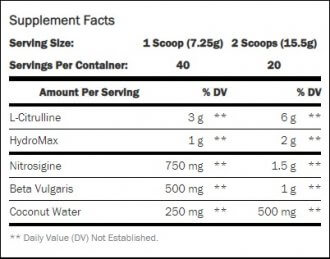 Supplement Facts
Serving Size: 1 Scoop (7.25g) 2 Scoops (15.5g)
Servings Per Container: 40 20
Amount Per Serving % DV % DV
L-Citrulline 3 g ** 6 g **
HydroMax 1 g ** 2 g **
Nitrosigine 750 mg ** 1.5 g **
Beta Vulgaris 500 mg ** 1 g **
Coconut Water 250 mg ** 500 mg **
** Daily Value (DV) Not Established.